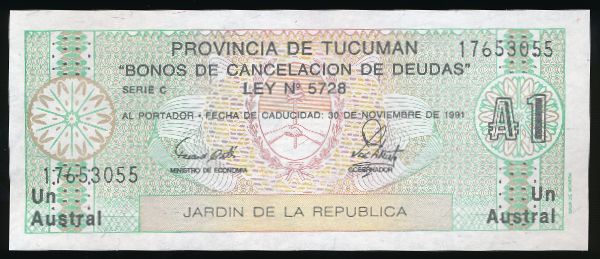 PROVINCIA DE TUCUMAN 17653055
"BONOS DE CANCELACION DE DEUDAS"
SERIE C LEY Nº 5728
AL PORTADOR - FECHA DE CADUCIDAD: 30 DE NOVIEMBRE DE 1991
A1
17653055
MINISTRO DE ECONOMIA GOBERNADOR
Un Austral
Un Austral
JARDIN DE LA REPUBLICA